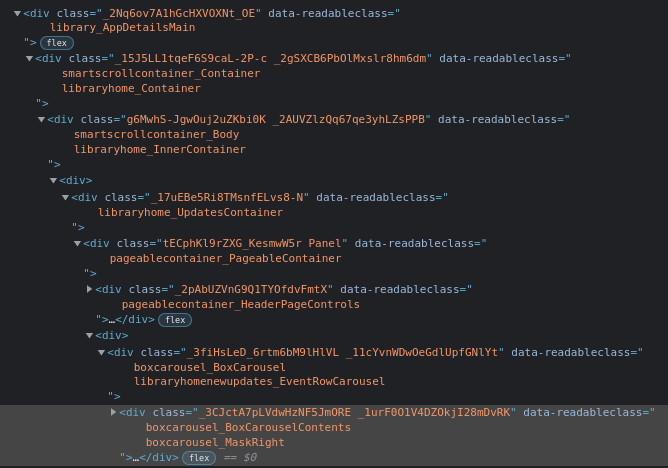 <div class="_2Nq6ov7A1hGcHXVOXNt_OE" data-readableclass="
library_AppDetailsMain
"> flex
<div class="_15J5LL1tqeF6S9caL-2P-c _2gSXCB6PbOlMxslr8hm6dm" data-readableclass="
smartscrollcontainer_Container
libraryhome_Container
">
<div class="g6MwhS-JgwOuj2uZKbi0K _2AUVZlzQq67qe3yhLZsPPB" data-readableclass="
smartscrollcontainer_Body
libraryhome_InnerContainer
">
<div>
<div class="_17uEBe5Ri8TMsnfELvs8-N" data-readableclass="
libraryhome_UpdatesContainer
">
<div class="tECphKl9rZXG_KesmwW5r Panel" data-readableclass="
pageablecontainer_PageableContainer
">
<div class="_2pAbUZVnG9Q1TYOfdvFmtX" data-readableclass="
pageablecontainer_HeaderPageControls
">…</div> flex
<div>
<div class="_3fiHsLeD_6rtm6bM9lHlVL _11cYvnWDwOeGdlUpfGNlYt" data-readableclass="
boxcarousel_BoxCarousel
libraryhomenewupdates_EventRowCarousel
">
<div class="_3CJctA7pLVdwHzNF5JmORE _1urF0O1V4DZOkjI28mDvRK" data-readableclass="
boxcarousel_BoxCarouselContents
boxcarousel_MaskRight
">…</div> flex == $0